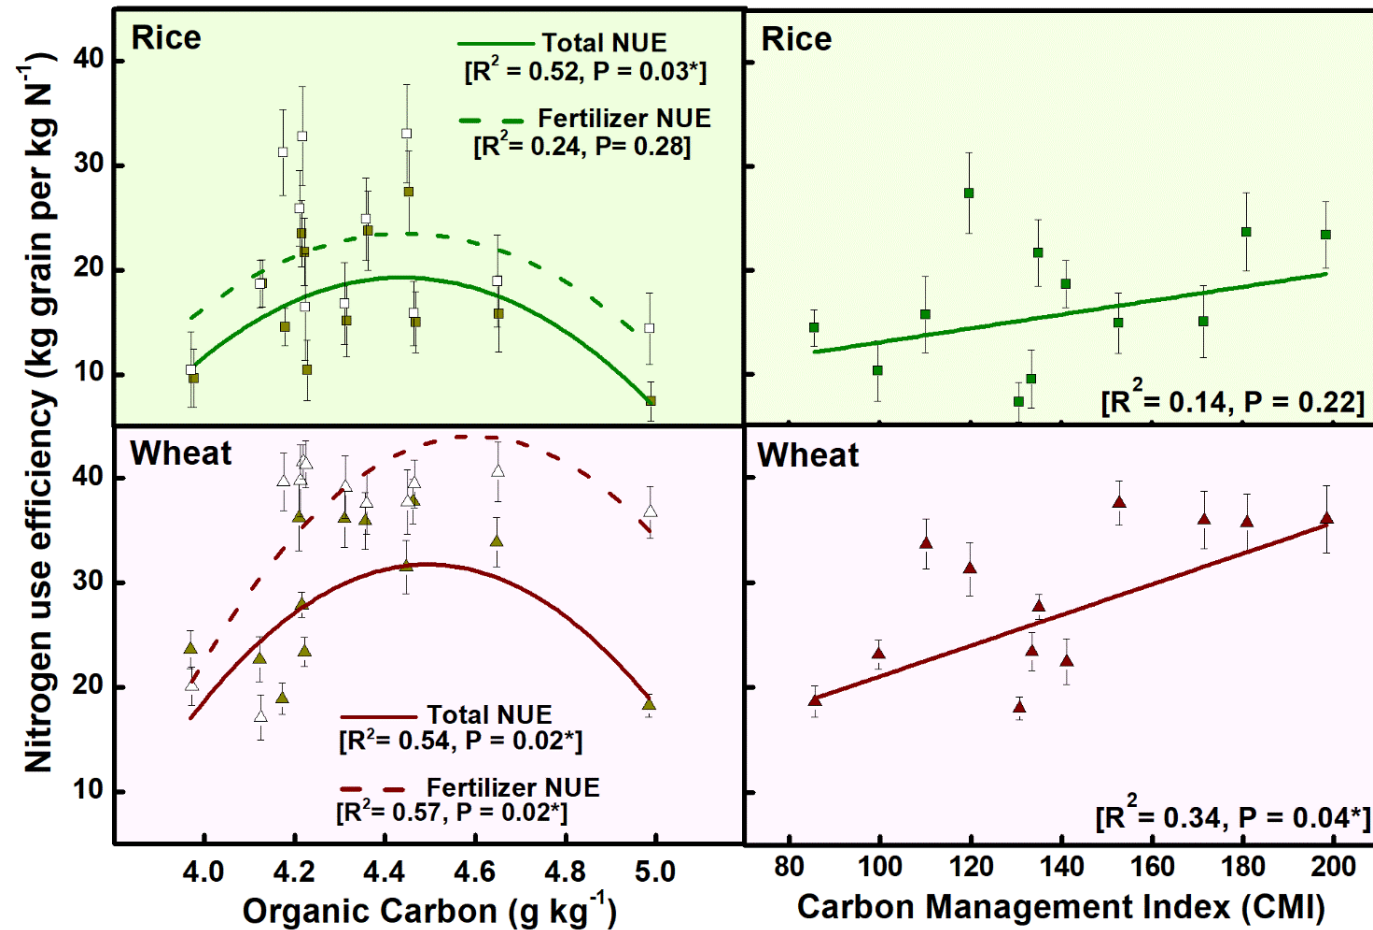 Nitrogen use efficiency (kg grain per kg N⁻¹)
Rice
Total NUE
[R² = 0.52, P = 0.03*]
Fertilizer NUE
[R²= 0.24, P= 0.28]
40
30
20
10
Rice
[R²= 0.14, P = 0.22]
Wheat
Total NUE
[R²= 0.54, P = 0.02*]
Fertilizer NUE
[R²= 0.57, P = 0.02*]
40
30
20
10
4.0 4.2 4.4 4.6 4.8 5.0
Organic Carbon (g kg⁻¹)
Wheat
[R²= 0.34, P = 0.04*]
80 100 120 140 160 180 200
Carbon Management Index (CMI)